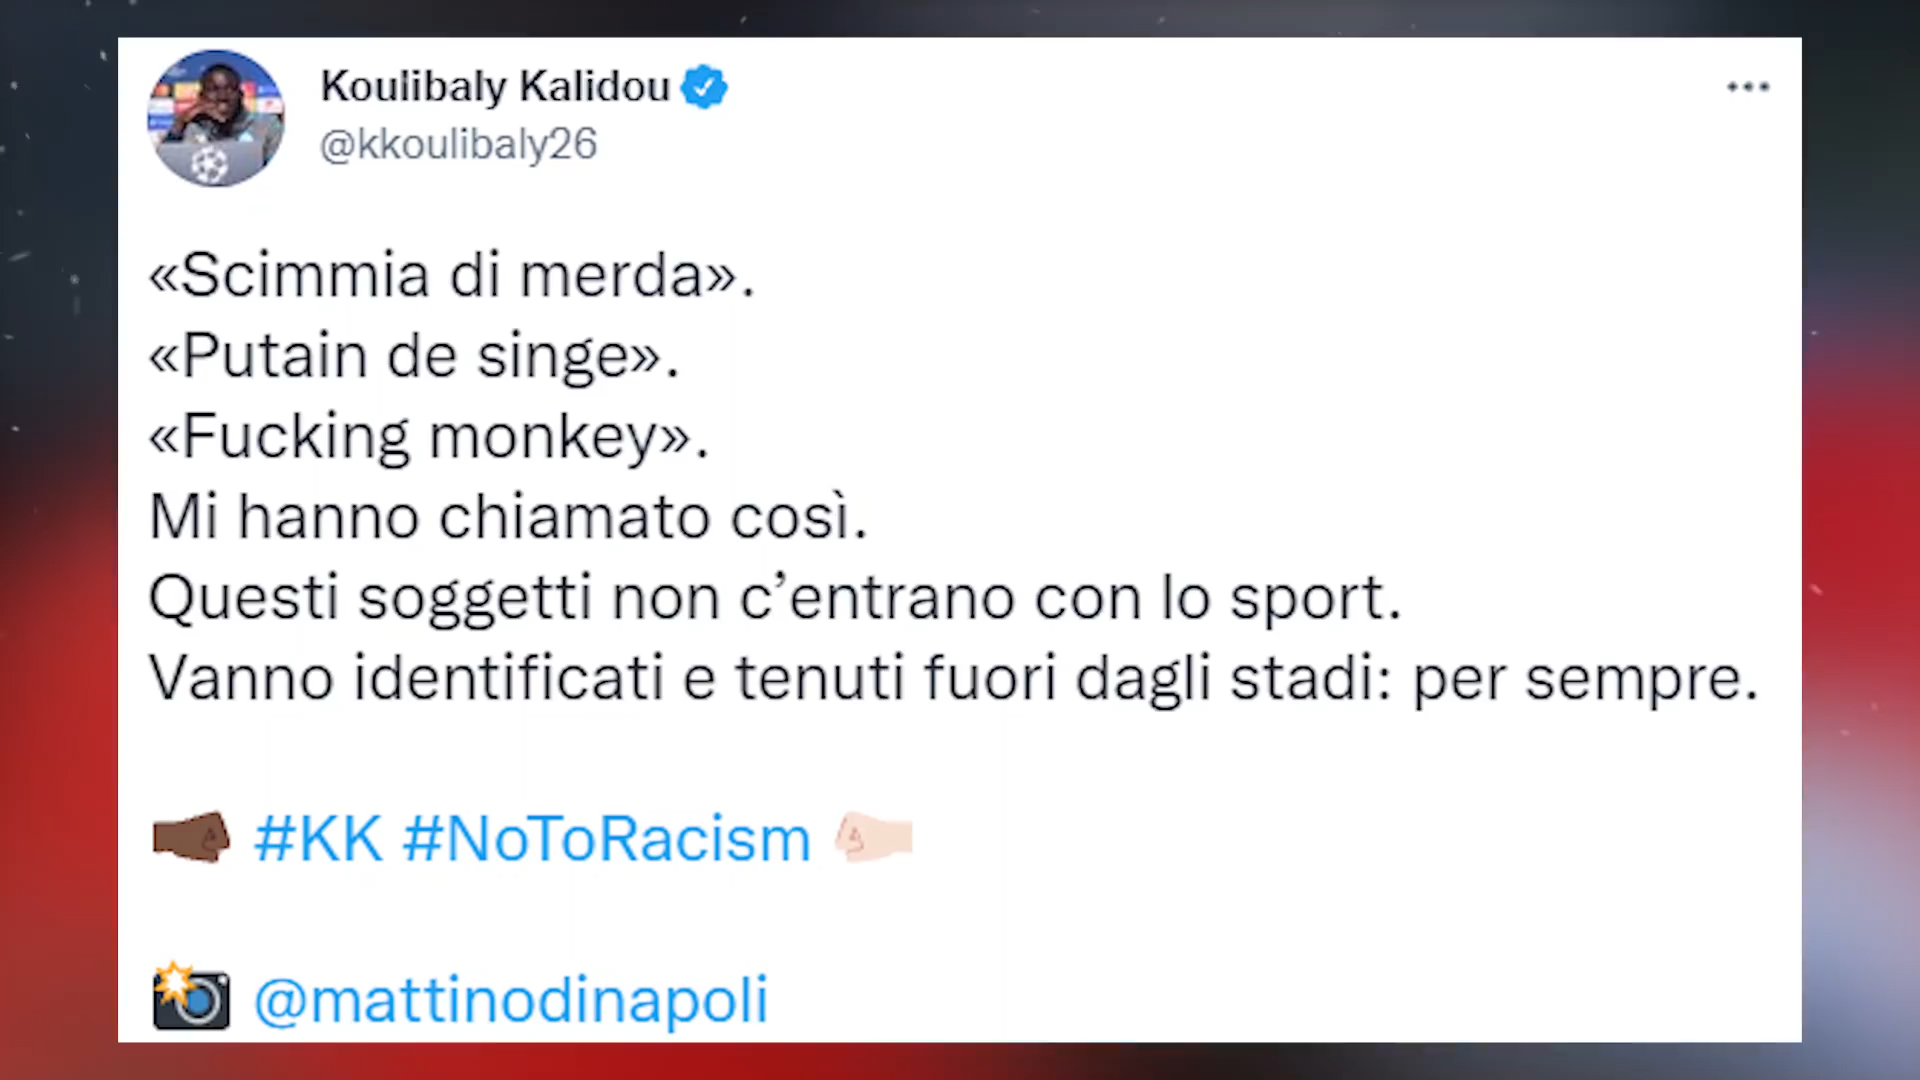 Koulibaly Kalidou
@kkoulibaly26
«Scimmia di merda».
«Putain de singe».
«Fucking monkey».
Mi hanno chiamato così.
Questi soggetti non c’entrano con lo sport.
Vanno identificati e tenuti fuori dagli stadi: per sempre.
#KK #NoToRacism
@mattinodinapoli